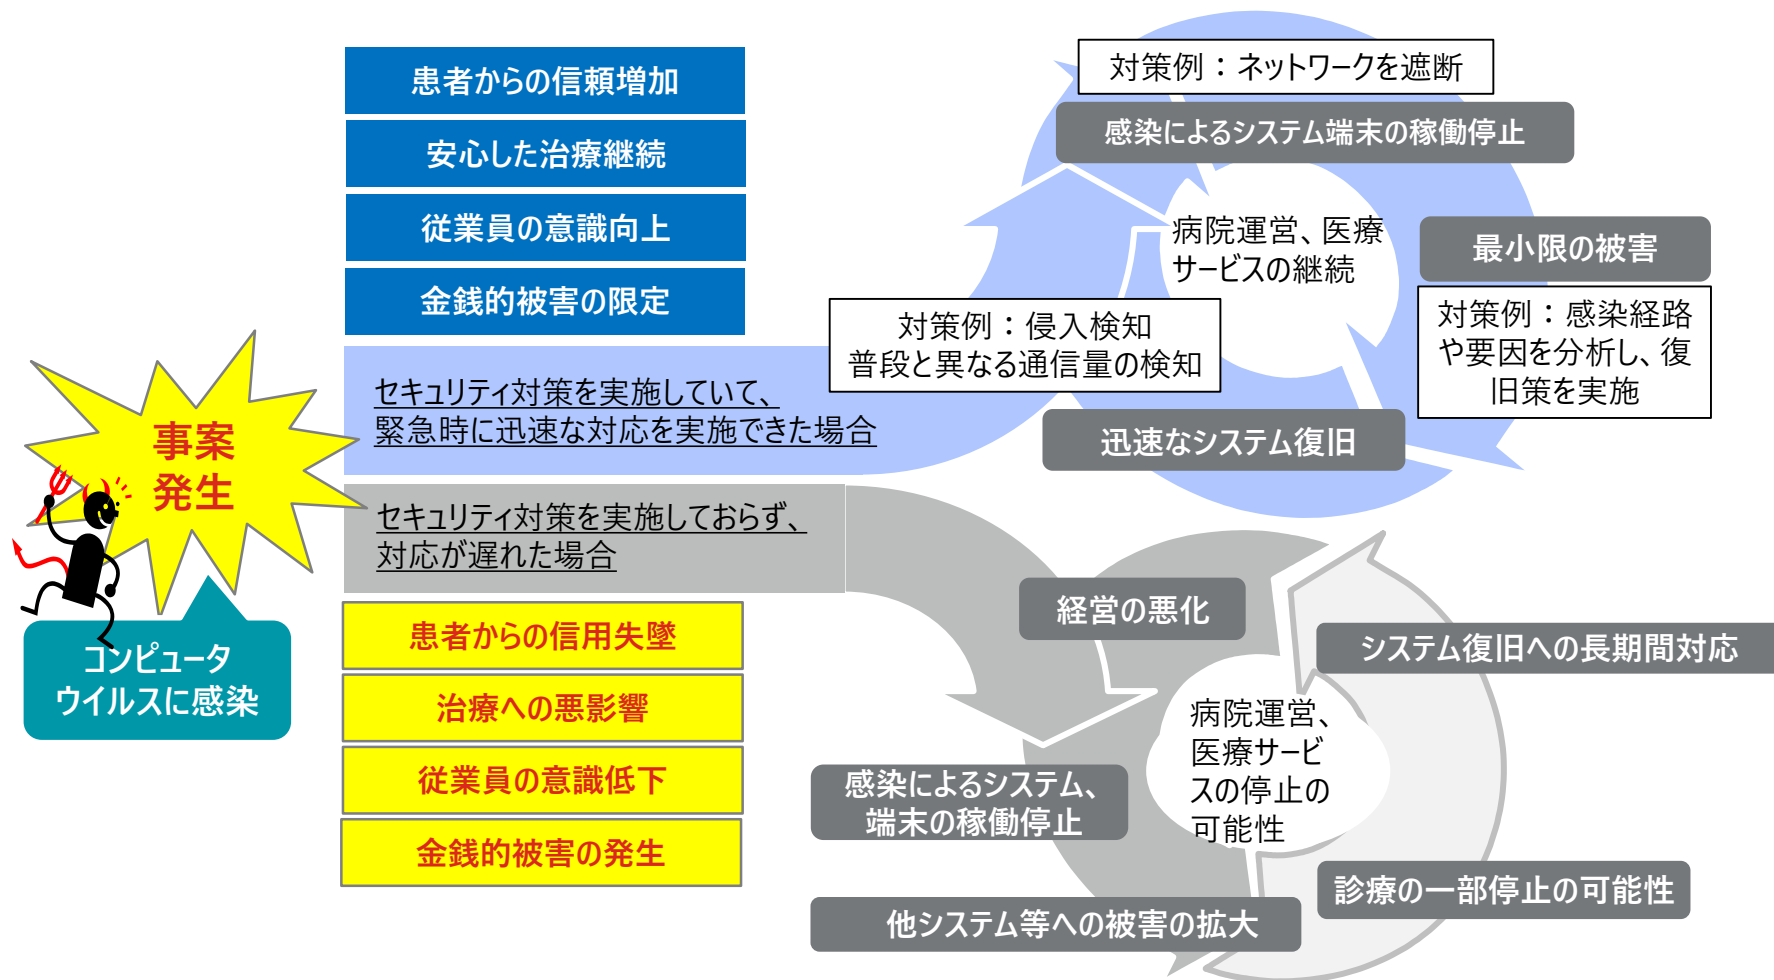 患者からの信頼増加
安心した治療継続
従業員の意識向上
金銭的被害の限定
セキュリティ対策を実施していて、
緊急時に迅速な対応を実施できた場合
事案
発生
コンピュータ
ウイルスに感染
セキュリティ対策を実施しておらず、
対応が遅れた場合
患者からの信用失墜
治療への悪影響
従業員の意識低下
金銭的被害の発生
対策例：ネットワークを遮断
感染によるシステム端末の稼働停止
病院運営、医療
サービスの継続
最小限の被害
対策例：感染経路
や要因を分析し、復
旧策を実施
対策例：侵入検知
普段と異なる通信量の検知
迅速なシステム復旧
経営の悪化
システム復旧への長期間対応
病院運営、
医療サービ
スの停止の
可能性
感染によるシステム、
端末の稼働停止
診療の一部停止の可能性
他システム等への被害の拡大